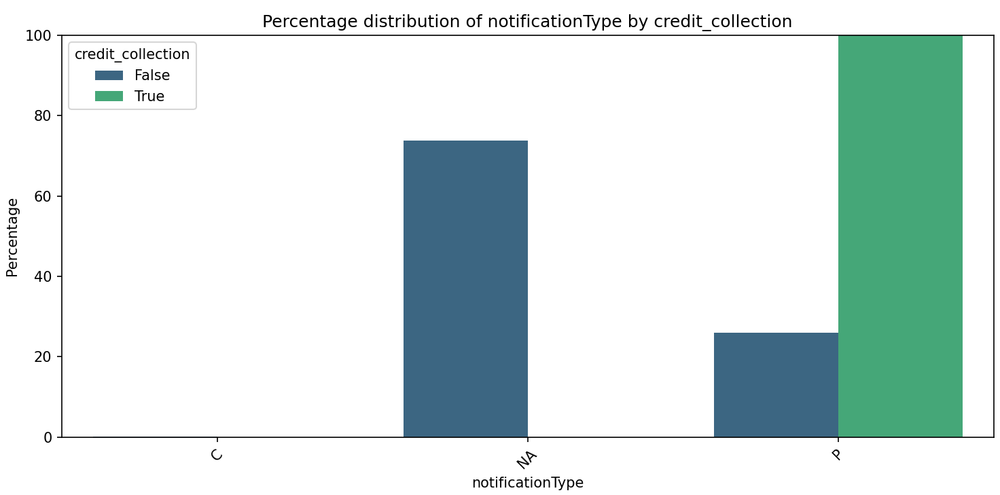 Percentage distribution of notificationType by credit_collection
credit_collection
False
True
Percentage
100
80
60
40
20
0
C
NA
P
notificationType